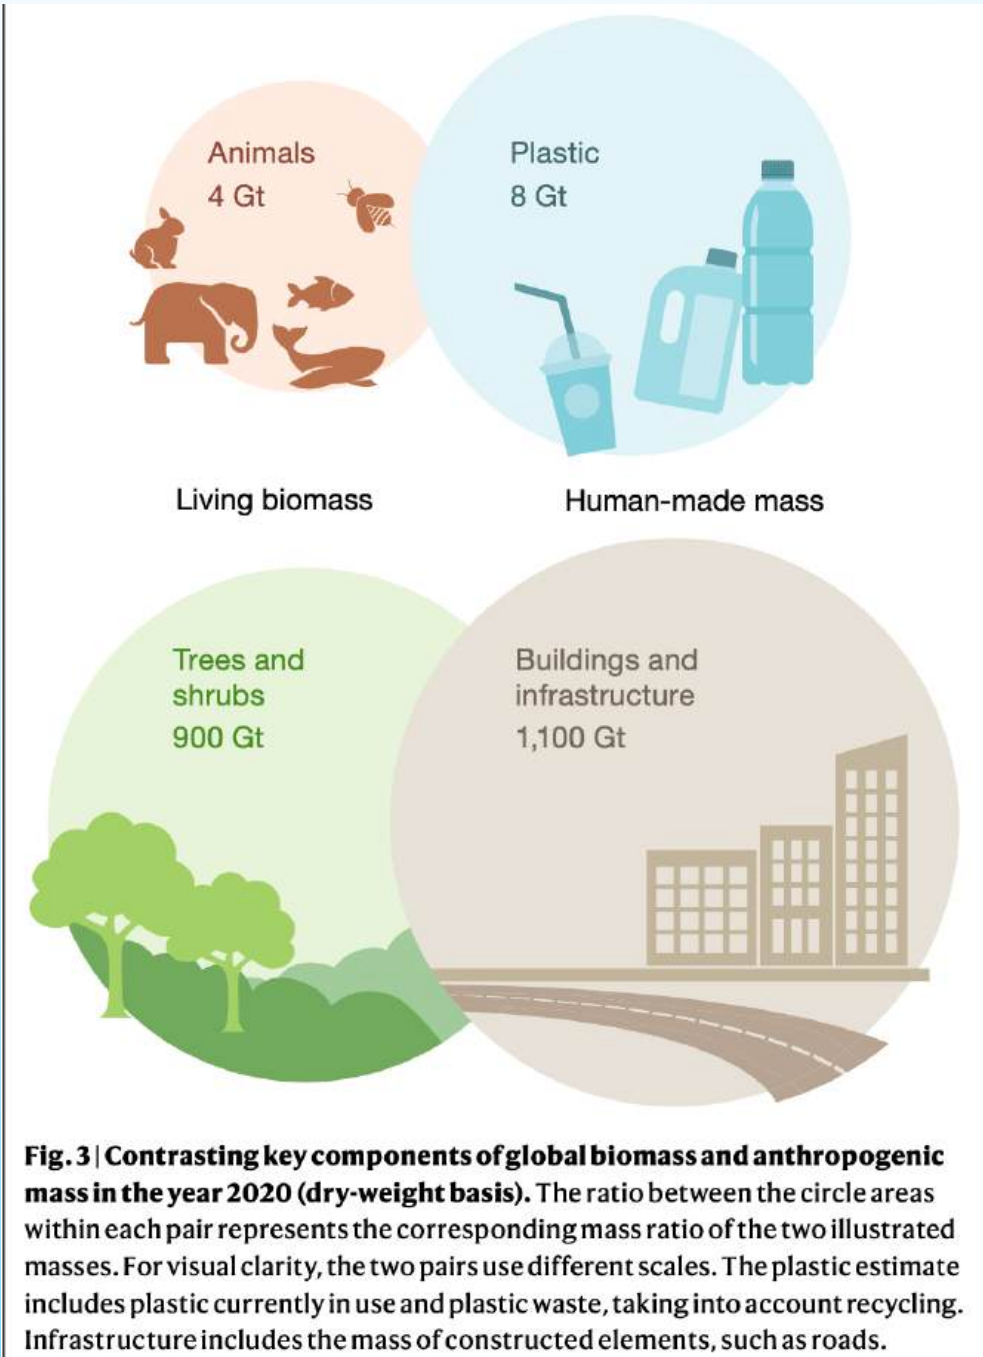 Animals
4 Gt
Plastic
8 Gt
Living biomass
Human-made mass
Trees and
shrubs
900 Gt
Buildings and
infrastructure
1,100 Gt
Fig. 3 | Contrasting key components of global biomass and anthropogenic
mass in the year 2020 (dry-weight basis). The ratio between the circle areas
within each pair represents the corresponding mass ratio of the two illustrated
masses. For visual clarity, the two pairs use different scales. The plastic estimate
includes plastic currently in use and plastic waste, taking into account recycling.
Infrastructure includes the mass of constructed elements, such as roads.